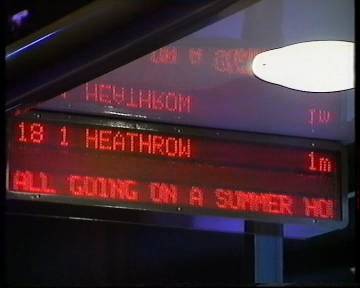 18 1 HEATHROW 1m
ALL GOING ON A SUMMER HO